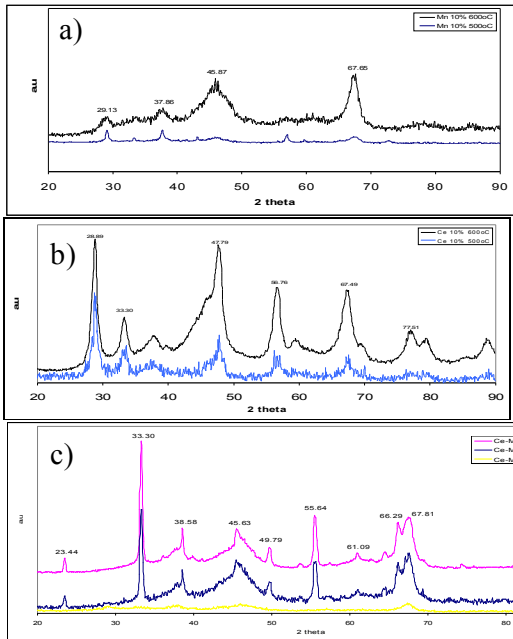 a)
Mn 10% 600oC
Mn 10% 500oC
29.13
37.86
45.87
67.65
au
20 30 40 50 60 70 80 90
2 theta
b)
Ce 10% 600oC
Ce 10% 500oC
28.89
33.30
47.79
56.76
67.49
77.51
au
20 30 40 50 60 70 80 90
2 theta
c)
Ce-M
Ce-M
Ce-M
23.44
33.30
38.58
45.63
49.79
55.64
61.09
66.29
67.81
au
20 30 40 50 60 70 80
2 theta